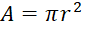 A = πr²